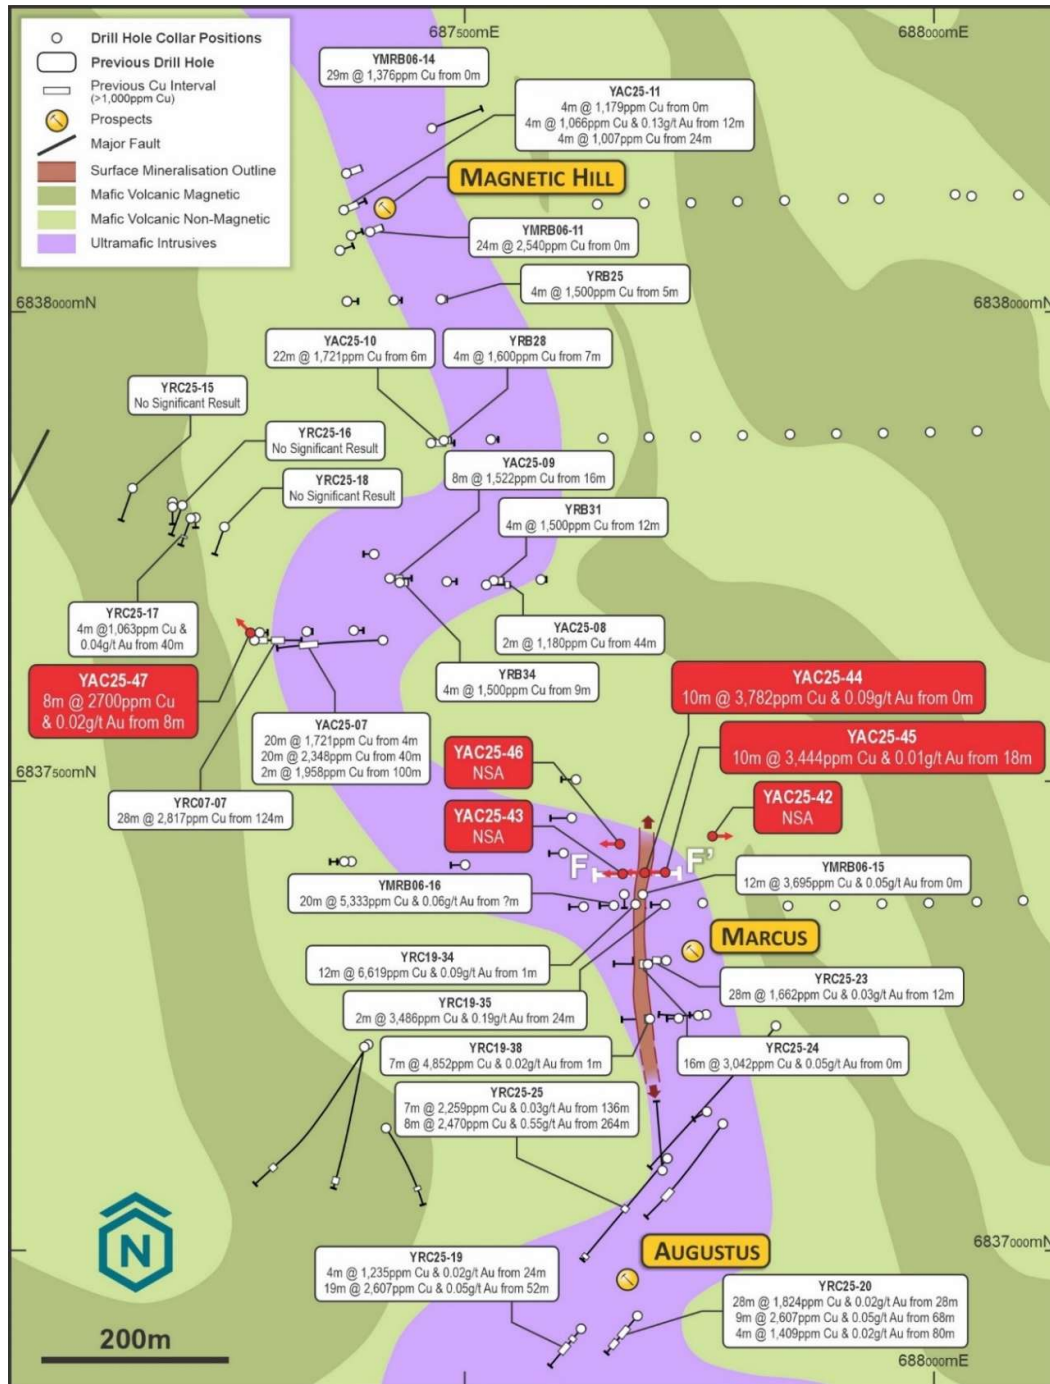 Drill Hole Collar Positions
Previous Drill Hole
Previous Cu Interval
(>1,000ppm Cu)
Prospects
Major Fault
Surface Mineralisation Outline
Mafic Volcanic Magnetic
Mafic Volcanic Non-Magnetic
Ultramafic Intrusives
687500mE
688000mE
YMRB06-14
29m @ 1,376ppm Cu from 0m
YAC25-11
4m @ 1,179ppm Cu from 0m
4m @ 1,066ppm Cu & 0.13g/t Au from 12m
4m @ 1,007ppm Cu from 24m
MAGNETIC HILL
YMRB06-11
24m @ 2,540ppm Cu from 0m
YRB25
4m @ 1,500ppm Cu from 5m
6838000mN
6838000mN
YAC25-10
22m @ 1,721ppm Cu from 6m
YRB28
4m @ 1,600ppm Cu from 7m
YRC25-15
No Significant Result
YRC25-16
No Significant Result
YAC25-09
8m @ 1,522ppm Cu from 16m
YRC25-18
No Significant Result
YRB31
4m @ 1,500ppm Cu from 12m
YRC25-17
4m @1,063ppm Cu &
0.04g/t Au from 40m
YAC25-08
2m @ 1,180ppm Cu from 44m
YRB34
4m @ 1,500ppm Cu from 9m
YAC25-47
8m @ 2700ppm Cu
& 0.02g/t Au from 8m
YAC25-44
10m @ 3,782ppm Cu & 0.09g/t Au from 0m
YAC25-07
20m @ 1,721ppm Cu from 4m
20m @ 2,348ppm Cu from 40m
2m @ 1,958ppm Cu from 100m
YAC25-45
10m @ 3,444ppm Cu & 0.01g/t Au from 18m
YAC25-46
NSA
6837500mN
YRC07-07
28m @ 2,817ppm Cu from 124m
YAC25-43
NSA
YAC25-42
NSA
F
F'
YMRB06-15
12m @ 3,695ppm Cu & 0.05g/t Au from 0m
YMRB06-16
20m @ 5,333ppm Cu & 0.06g/t Au from ?m
MARCUS
YRC19-34
12m @ 6,619ppm Cu & 0.09g/t Au from 1m
YRC25-23
28m @ 1,662ppm Cu & 0.03g/t Au from 12m
YRC19-35
2m @ 3,486ppm Cu & 0.19g/t Au from 24m
YRC19-38
7m @ 4,852ppm Cu & 0.02g/t Au from 1m
YRC25-24
16m @ 3,042ppm Cu & 0.05g/t Au from 0m
YRC25-25
7m @ 2,259ppm Cu & 0.03g/t Au from 136m
8m @ 2,470ppm Cu & 0.55g/t Au from 264m
N
6837000mN
AUGUSTUS
YRC25-19
4m @ 1,235ppm Cu & 0.02g/t Au from 24m
19m @ 2,607ppm Cu & 0.05g/t Au from 52m
YRC25-20
28m @ 1,824ppm Cu & 0.02g/t Au from 28m
9m @ 2,607ppm Cu & 0.05g/t Au from 68m
4m @ 1,409ppm Cu & 0.02g/t Au from 80m
200m
688000mE